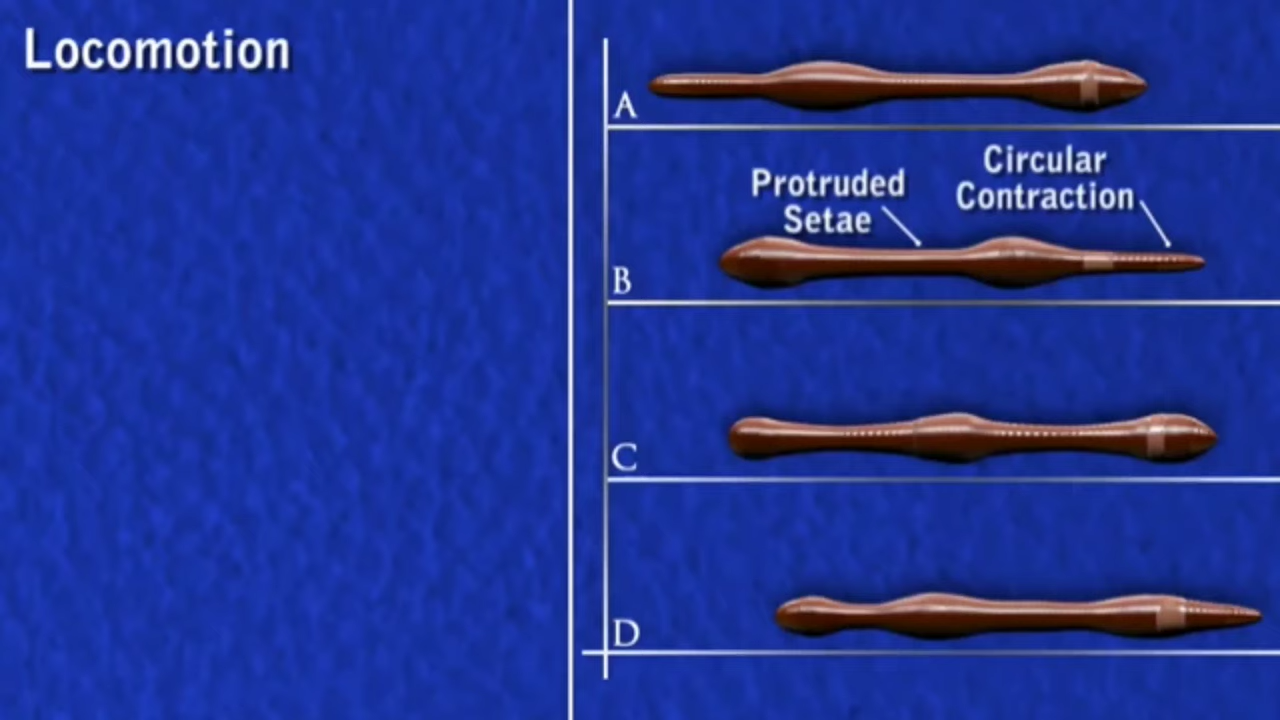 Locomotion
A
Circular
Contraction
Protruded
Setae
B
C
D